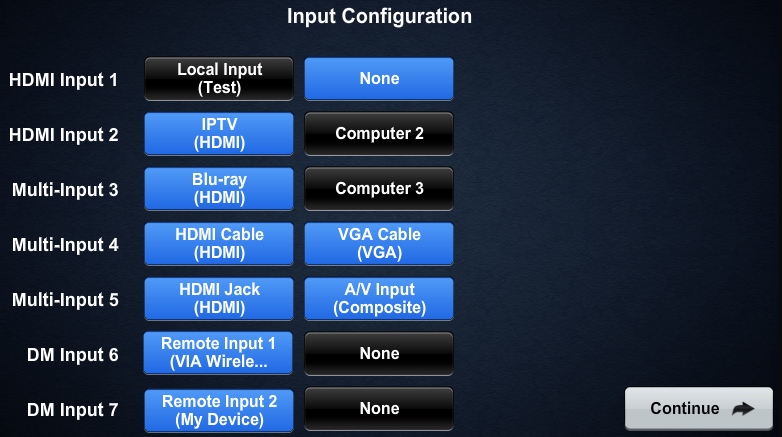 Input Configuration
HDMI Input 1
Local Input
(Test)
None
HDMI Input 2
IPTV
(HDMI)
Computer 2
Multi-Input 3
Blu-ray
(HDMI)
Computer 3
Multi-Input 4
HDMI Cable
(HDMI)
VGA Cable
(VGA)
Multi-Input 5
HDMI Jack
(HDMI)
A/V Input
(Composite)
DM Input 6
Remote Input 1
(VIA Wirele...
None
DM Input 7
Remote Input 2
(My Device)
None
Continue